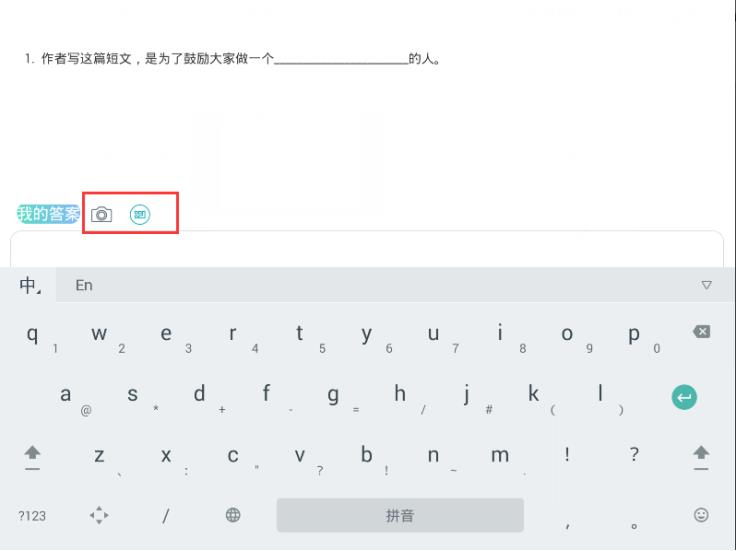 1. 作者写这篇短文，是为了鼓励大家做一个____________________的人。
我的答案
中 En
q 1 w 2 e 3 r 4 t 5 y 6 u 7 i 8 o 9 p 0
a @ s * d + f - g = h / j # k ( l )
z 、 x : c " v ? b ! n ~ m . ! ?
?123 / 拼音 , 。